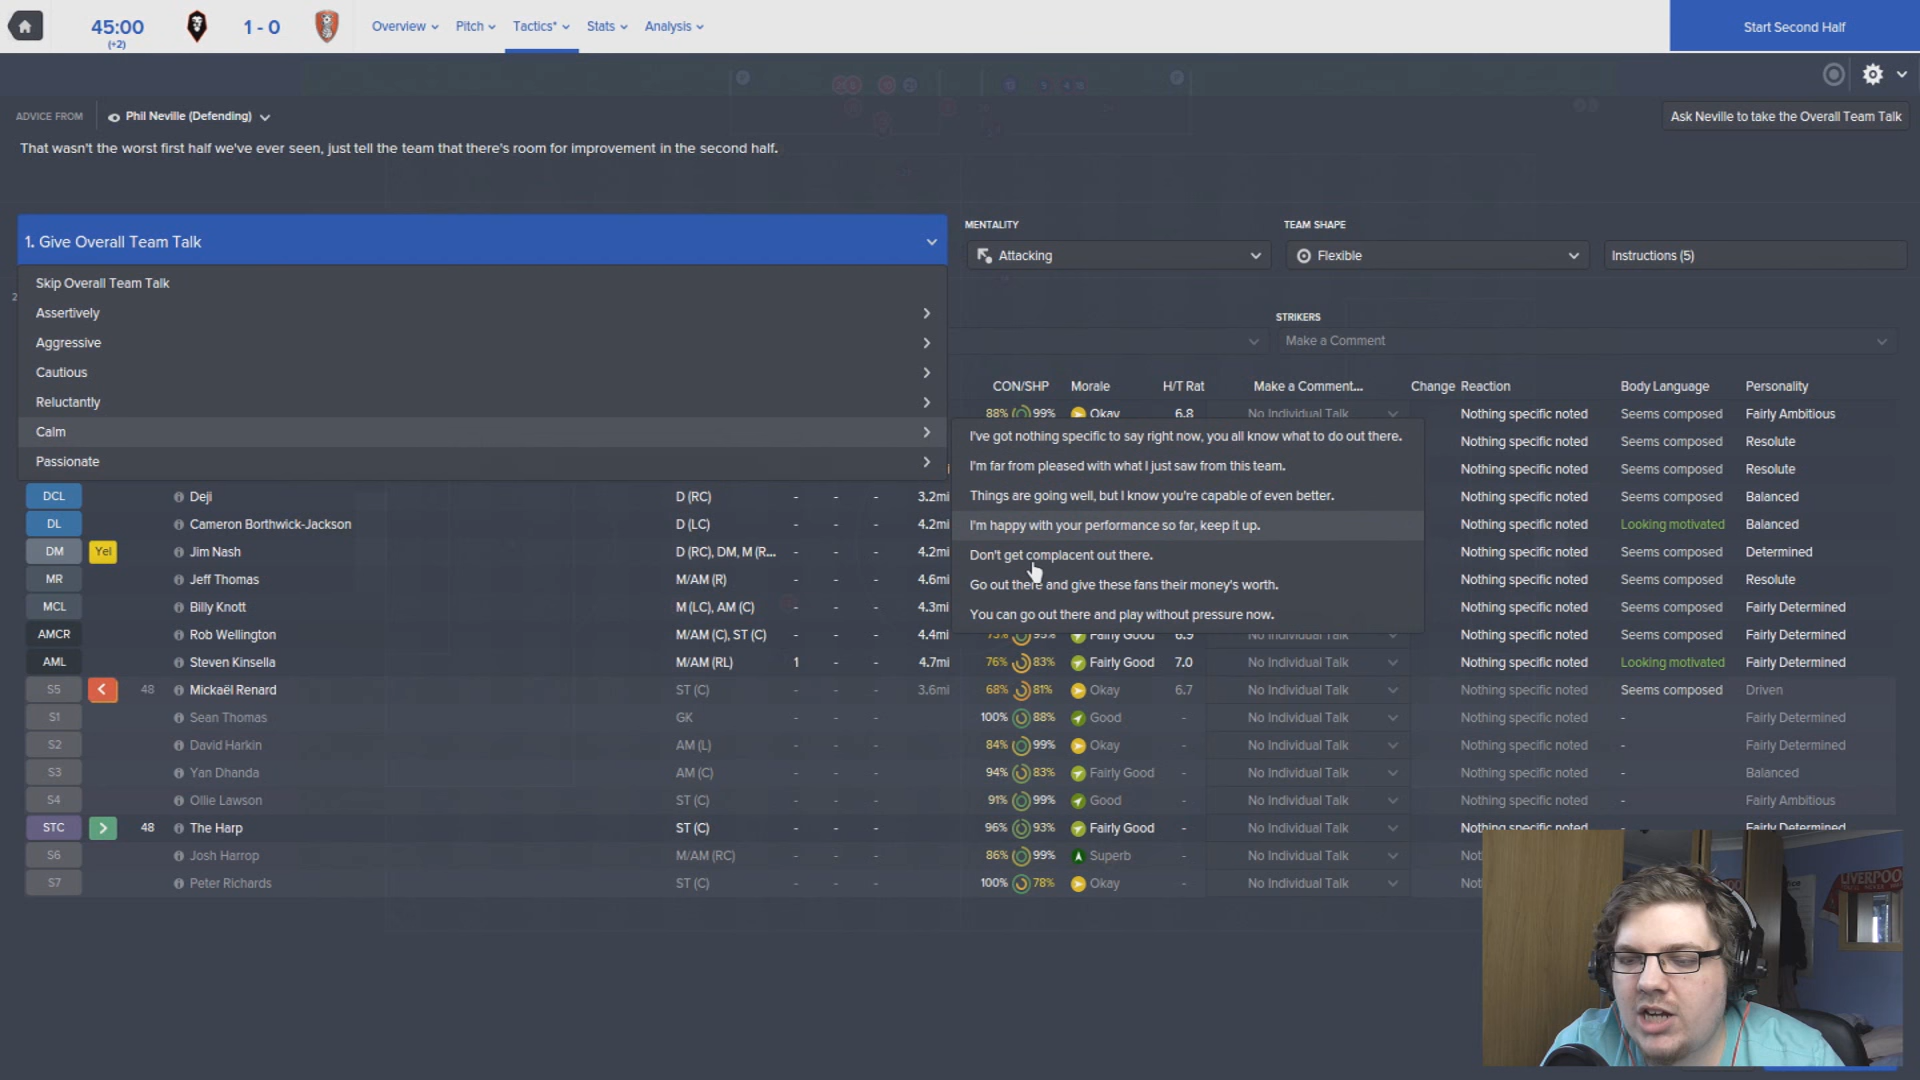 45:00
(+2)
1 - 0
Overview
Pitch
Tactics*
Stats
Analysis
Start Second Half
ADVICE FROM
Phil Neville (Defending)
Ask Neville to take the Overall Team Talk
That wasn't the worst first half we've ever seen, just tell the team that there's room for improvement in the second half.
1. Give Overall Team Talk
MENTALITY
TEAM SHAPE
Attacking
Flexible
Instructions (5)
Skip Overall Team Talk
2
Assertively
Aggressive
Cautious
Reluctantly
Calm
Passionate
STRIKERS
Make a Comment
CON/SHP Morale H/T Rat Make a Comment... Change Reaction Body Language Personality
88% 99% Okay 6.8 No Individual Talk Nothing specific noted Seems composed Fairly Ambitious
Nothing specific noted Seems composed Resolute
Nothing specific noted Seems composed Resolute
I've got nothing specific to say right now, you all know what to do out there.
I'm far from pleased with what I just saw from this team.
Things are going well, but I know you're capable of even better.
I'm happy with your performance so far, keep it up.
Don't get complacent out there.
Go out there and give these fans their money's worth.
You can go out there and play without pressure now.
DCL Deji D (RC) - - - 3.2mi Nothing specific noted Seems composed Balanced
DL Cameron Borthwick-Jackson D (LC) - - - 4.2mi Nothing specific noted Looking motivated Balanced
DM Yel Jim Nash D (RC), DM, M (R... - - - 4.2mi Nothing specific noted Seems composed Determined
MR Jeff Thomas M/AM (R) - - - 4.6mi Nothing specific noted Seems composed Resolute
MCL Billy Knott M (LC), AM (C) - - - 4.3mi Nothing specific noted Seems composed Fairly Determined
AMCR Rob Wellington M/AM (C), ST (C) - - - 4.4mi 73% 95% Fairly Good 6.9 No Individual Talk Nothing specific noted Seems composed Fairly Determined
AML Steven Kinsella M/AM (RL) 1 - - 4.7mi 76% 83% Fairly Good 7.0 No Individual Talk Nothing specific noted Looking motivated Fairly Determined
S5 48 Mickaël Renard ST (C) - - - 3.6mi 68% 81% Okay 6.7 No Individual Talk Nothing specific noted Seems composed Driven
S1 Sean Thomas GK - - - 100% 88% Good - No Individual Talk Nothing specific noted - Fairly Determined
S2 David Harkin AM (L) - - - 84% 99% Okay - No Individual Talk Nothing specific noted - Fairly Determined
S3 Yan Dhanda AM (C) - - - 94% 83% Fairly Good - No Individual Talk Nothing specific noted - Balanced
S4 Ollie Lawson ST (C) - - - 91% 99% Good - No Individual Talk Nothing specific noted - Fairly Ambitious
STC 48 The Harp ST (C) - - - 96% 93% Fairly Good - No Individual Talk Nothing specific noted - Fairly Determined
S6 Josh Harrop M/AM (RC) - - - 86% 99% Superb - No Individual Talk Not
S7 Peter Richards ST (C) - - - 100% 78% Okay - No Individual Talk Not
LIVERPOO